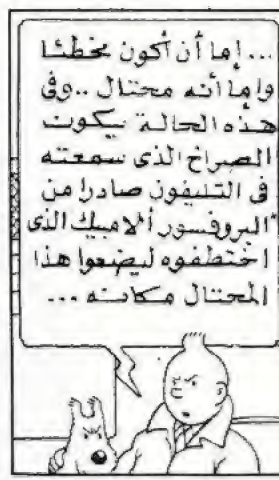 ...إما أن أكون مخطئا
وإما أنه محتال ..وفى
هذه الحالة يكون
الصراخ الذى سمعته
فى التليفون صادرا من
البروفسور ألامبيك الذى
اختطفوه ليضعوا هذا
المحتال مكانه ...